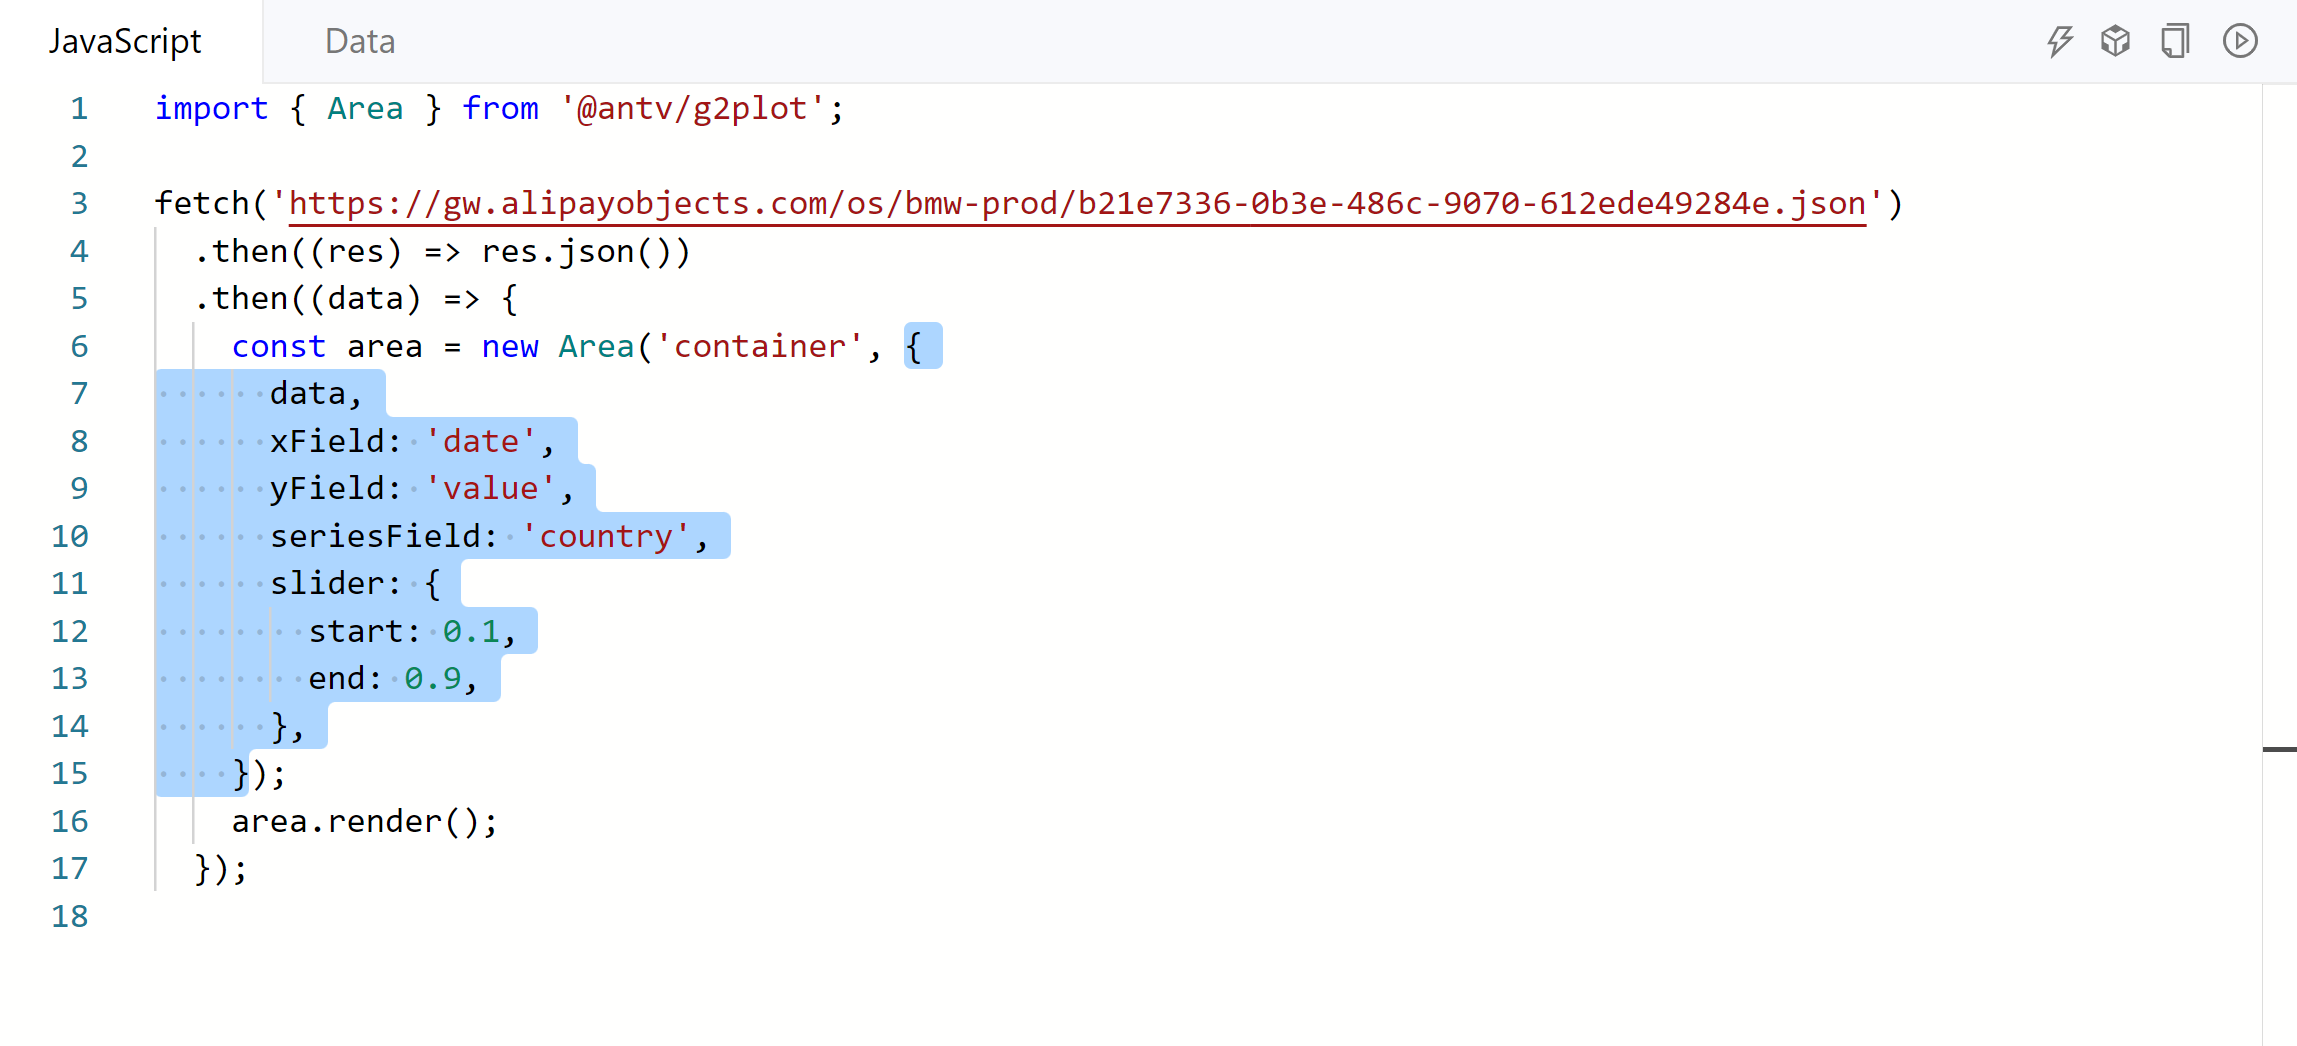 JavaScript Data
1 import { Area } from '@antv/g2plot';
2
3 fetch('https://gw.alipayobjects.com/os/bmw-prod/b21e7336-0b3e-486c-9070-612ede49284e.json')
4   .then((res) => res.json())
5   .then((data) => {
6     const area = new Area('container', {
7       data,
8       xField: 'date',
9       yField: 'value',
10       seriesField: 'country',
11       slider: {
12         start: 0.1,
13         end: 0.9,
14       },
15     });
16     area.render();
17   });
18